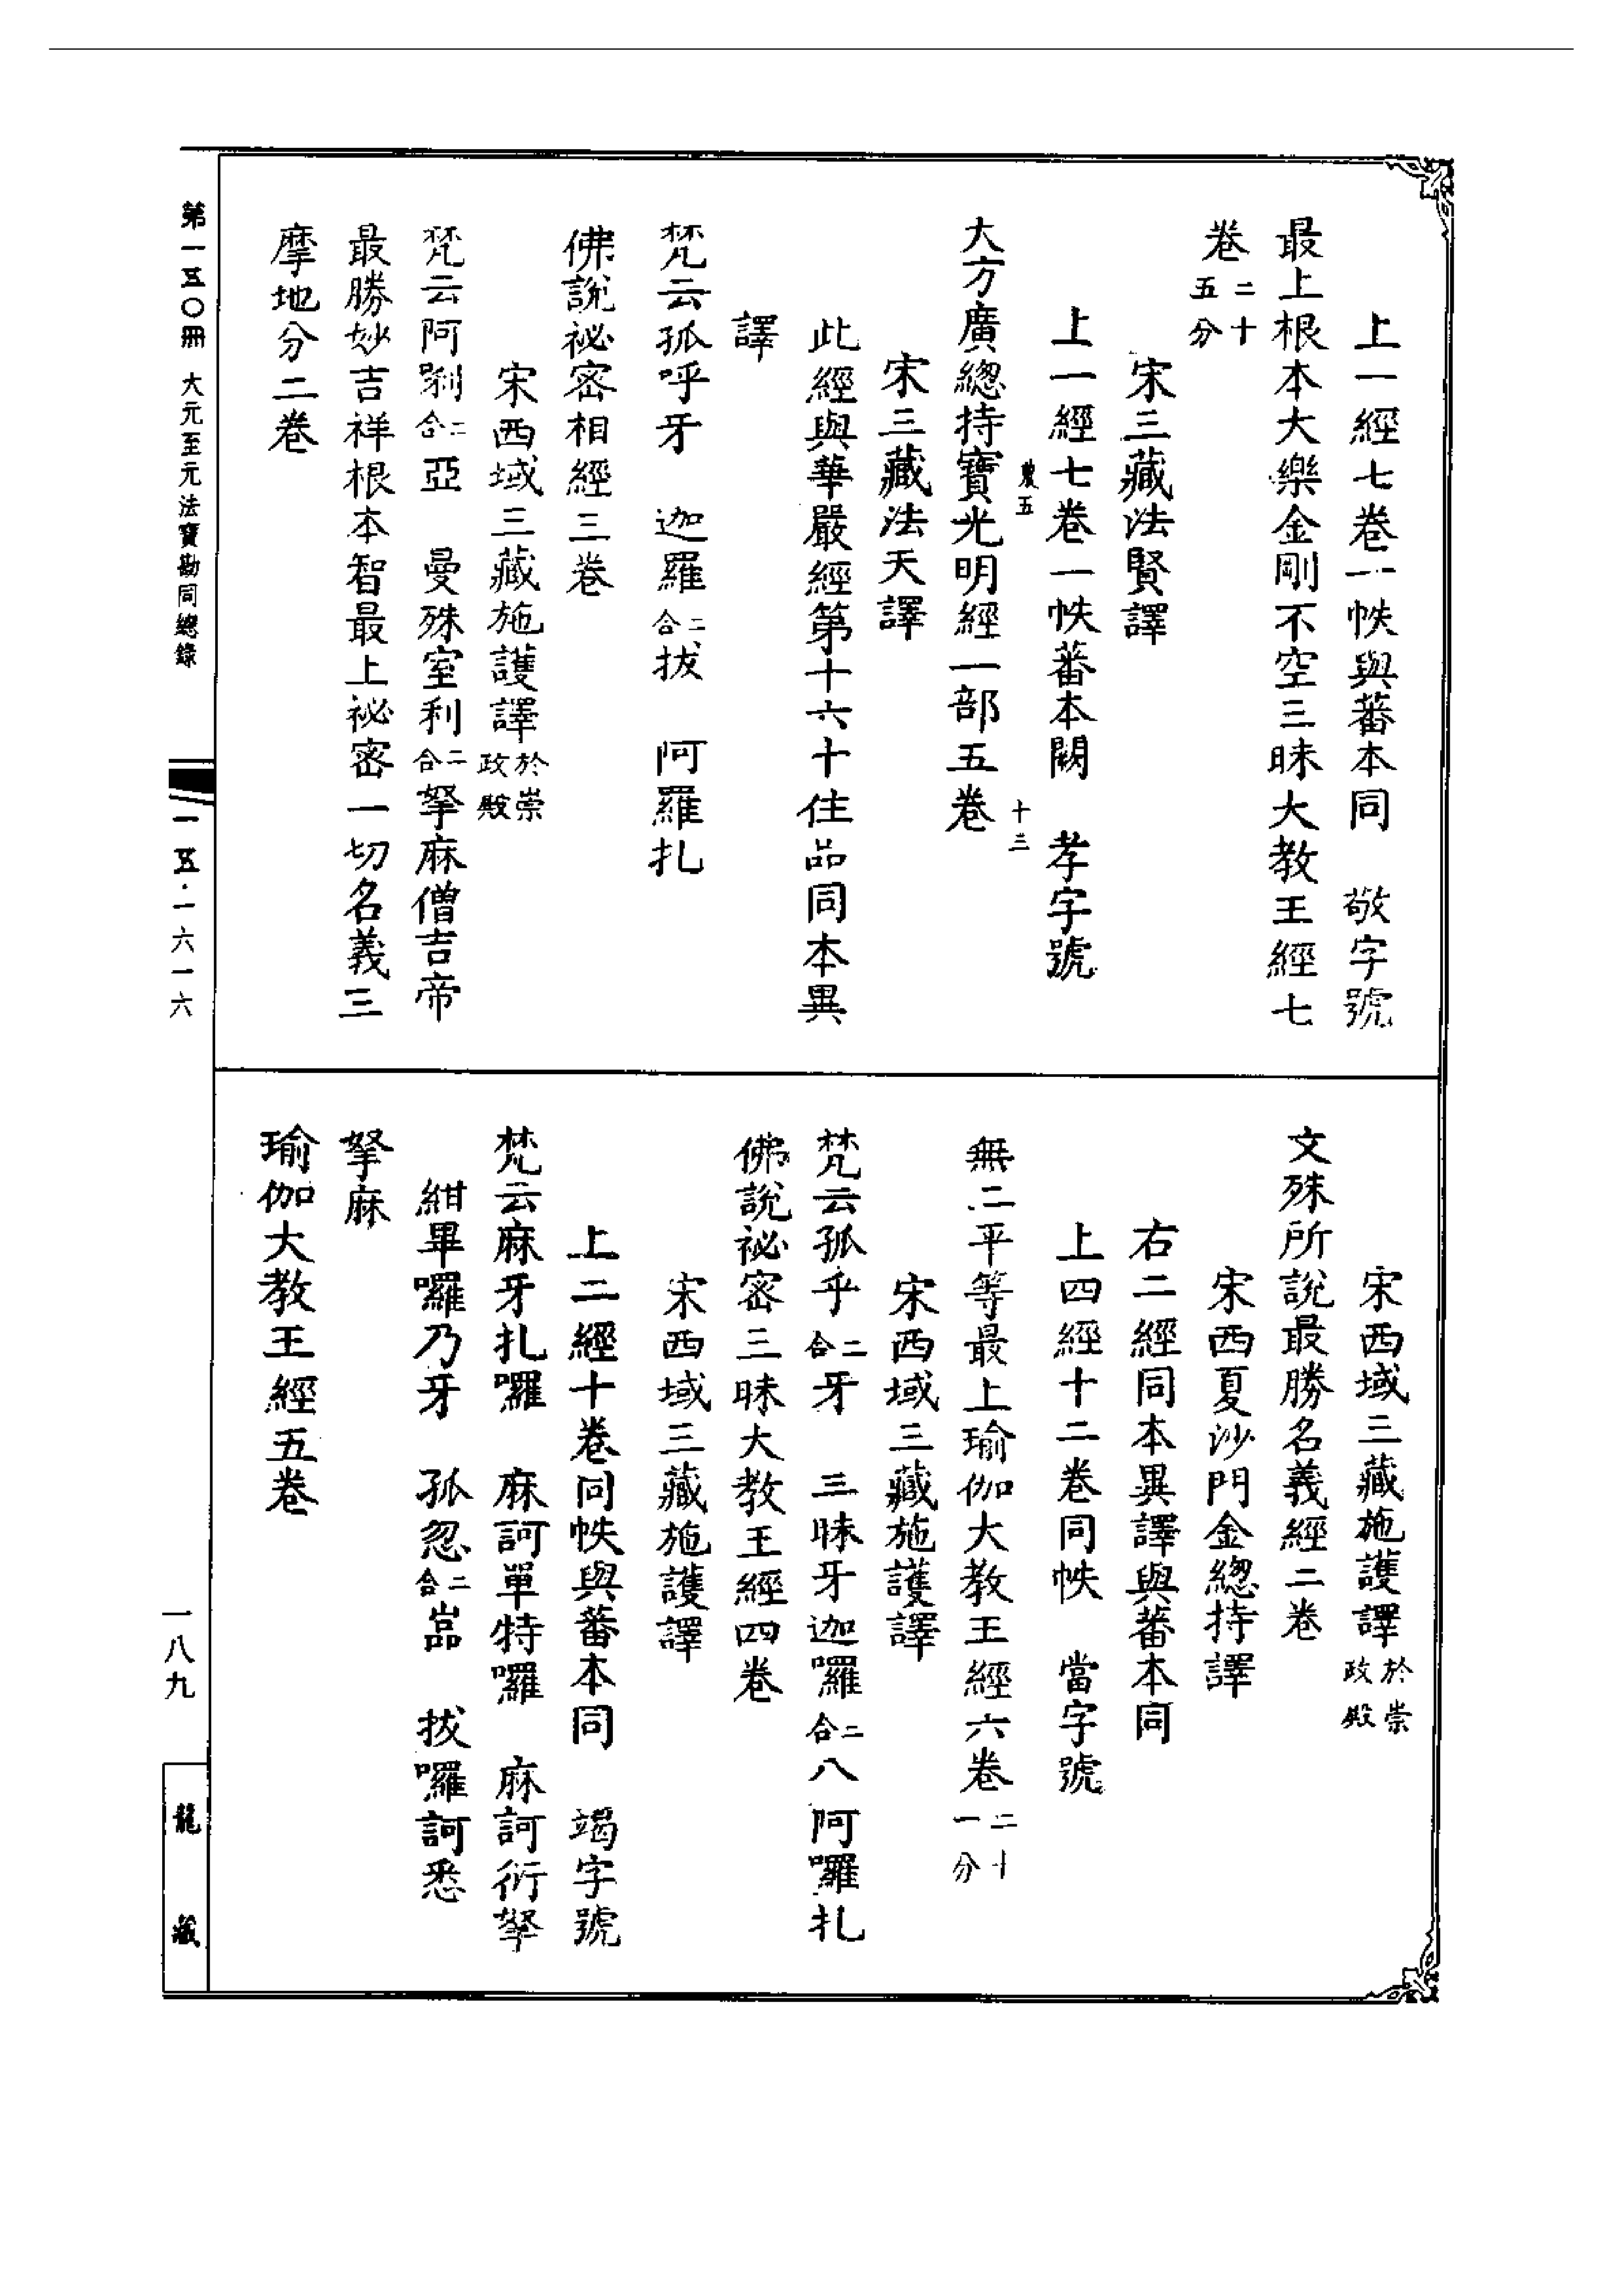 上一經七卷一帙與蕃本同　敬字號
最上根本大樂金剛不空三昧大教王經七
卷二十五分
宋三藏法賢譯
上一經七卷一帙蕃本闕　孝字號
農五　十三
大方廣總持寶光明經一部五卷
宋三藏法天譯
此經與華嚴經第十六十住品同本異
譯
梵云孤呼牙　迦羅二合拔　阿羅扎
佛說祕密相經三卷
宋西域三藏施護譯於崇政殿
梵云阿唎二合亞　曼殊室利二合拏麻僧吉帝
最勝妙吉祥根本智最上祕密一切名義三
摩地分二卷
宋西域三藏施護譯於崇政殿
文殊所說最勝名義經二卷
宋西夏沙門金總持譯
右二經同本異譯與蕃本同
上四經十二卷同帙　當字號
無二平等最上瑜伽大教王經六卷二十一分
宋西域三藏施護譯
梵云孤乎二合牙　三昧牙迦囉二合八阿囉扎
佛說祕密三昧大教王經四卷
宋西域三藏施護譯
上二經十卷同帙與蕃本同　竭字號
梵云麻牙扎囉　麻訶單特囉　麻訶衍拏
紺畢囉乃牙　孤忽二合　拔囉訶悉
拏麻
瑜伽大教王經五卷
第一五〇冊　大元至元法寶勘同總錄
一五·一六一六
一八九
龍藏